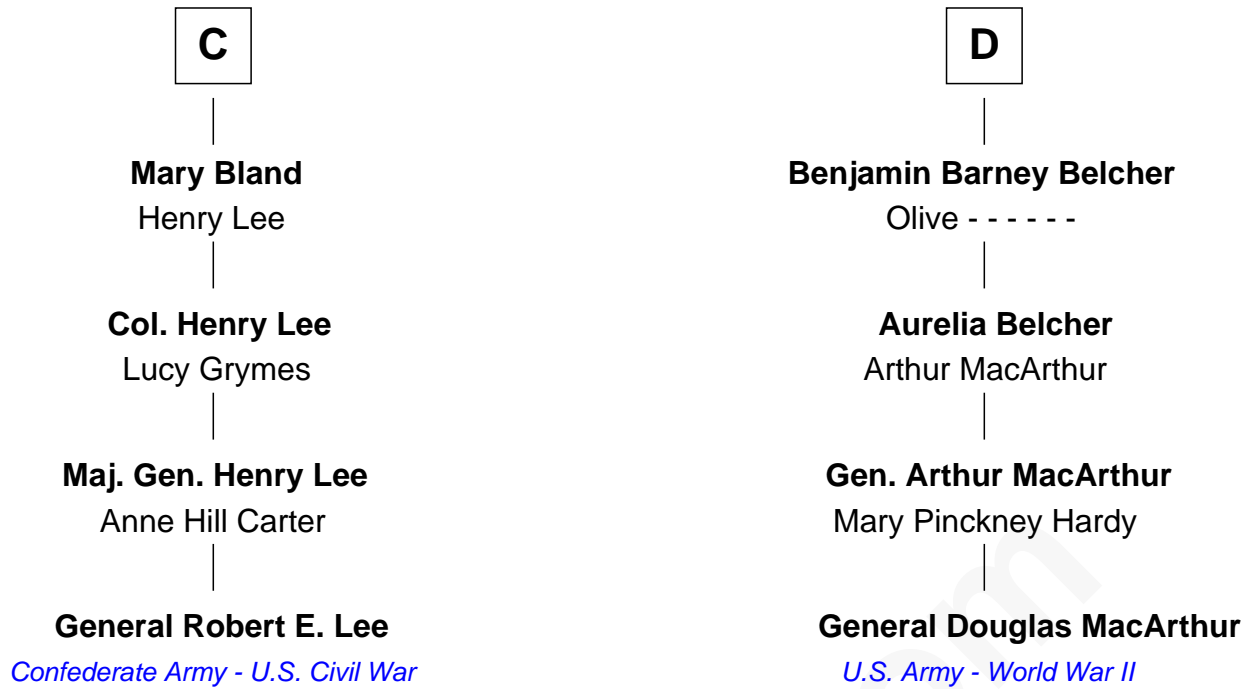 C
Mary Bland
Henry Lee
Col. Henry Lee
Lucy Grymes
Maj. Gen. Henry Lee
Anne Hill Carter
General Robert E. Lee
Confederate Army - U.S. Civil War
D
Benjamin Barney Belcher
Olive - - - - - -
Aurelia Belcher
Arthur MacArthur
Gen. Arthur MacArthur
Mary Pinckney Hardy
General Douglas MacArthur
U.S. Army - World War II